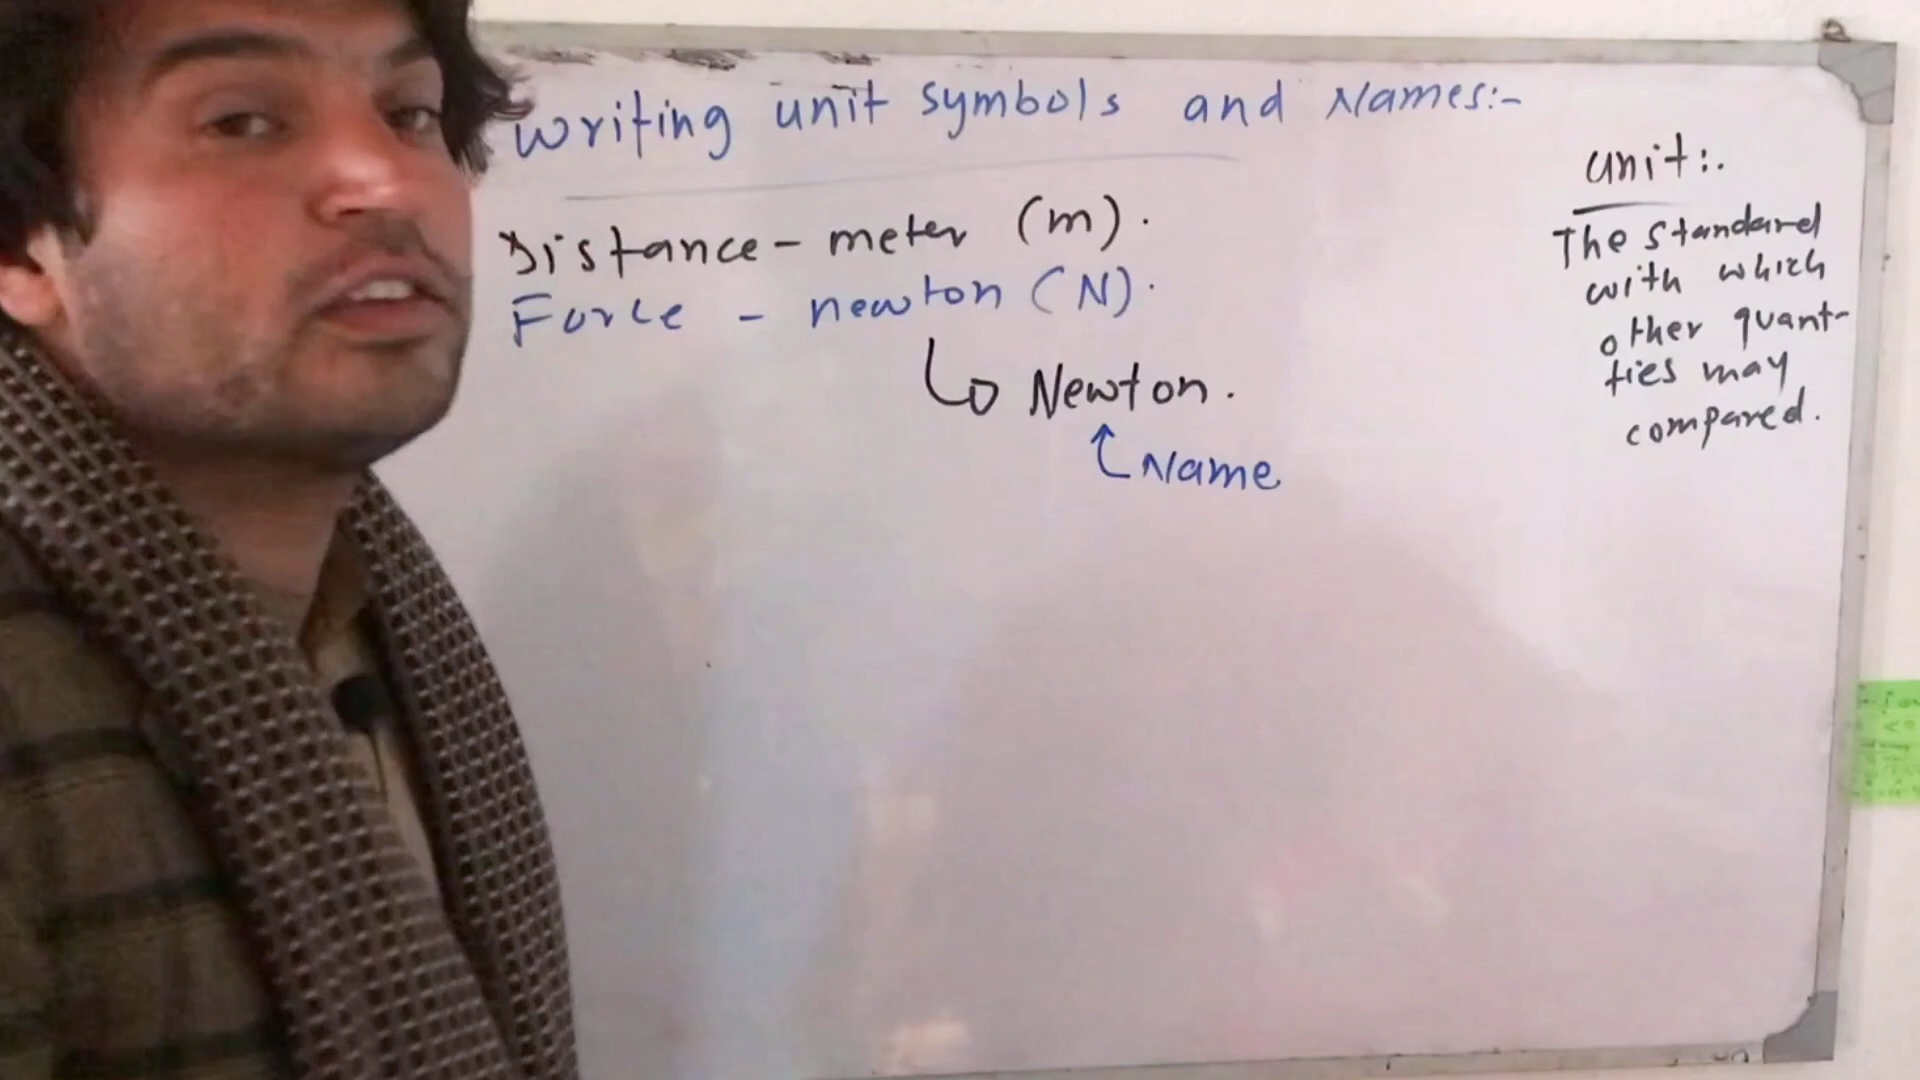 Writing unit symbols and Names:-
Distance - meter (m).
Force - newton (N).
Newton.
Name
unit:.
The standard
with which
other quant-
ties may
compared.